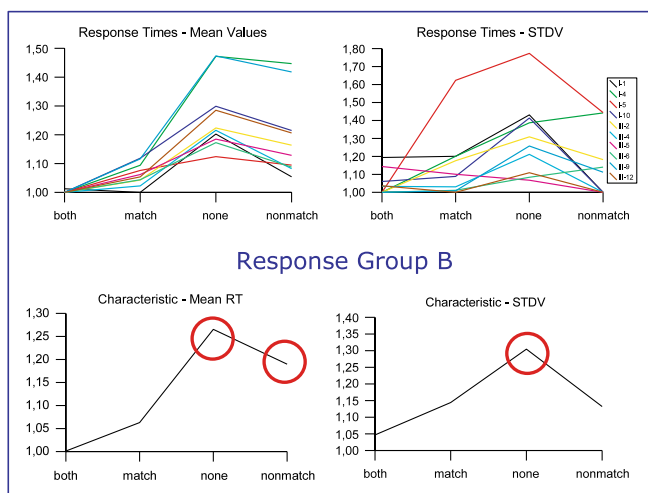 Response Times - Mean Values
1,50
1,40
1,30
1,20
1,10
1,00
both match none nonmatch
Response Times - STDV
1,80
1,70
1,60
1,50
1,40
1,30
1,20
1,10
1,00
both match none nonmatch
I-1
I-4
I-5
I-10
II-2
II-4
II-5
II-6
II-9
II-12
Response Group B
Characteristic - Mean RT
1,30
1,25
1,20
1,15
1,10
1,05
1,00
both match none nonmatch
Characteristic - STDV
1,40
1,35
1,30
1,25
1,20
1,15
1,10
1,05
1,00
both match none nonmatch